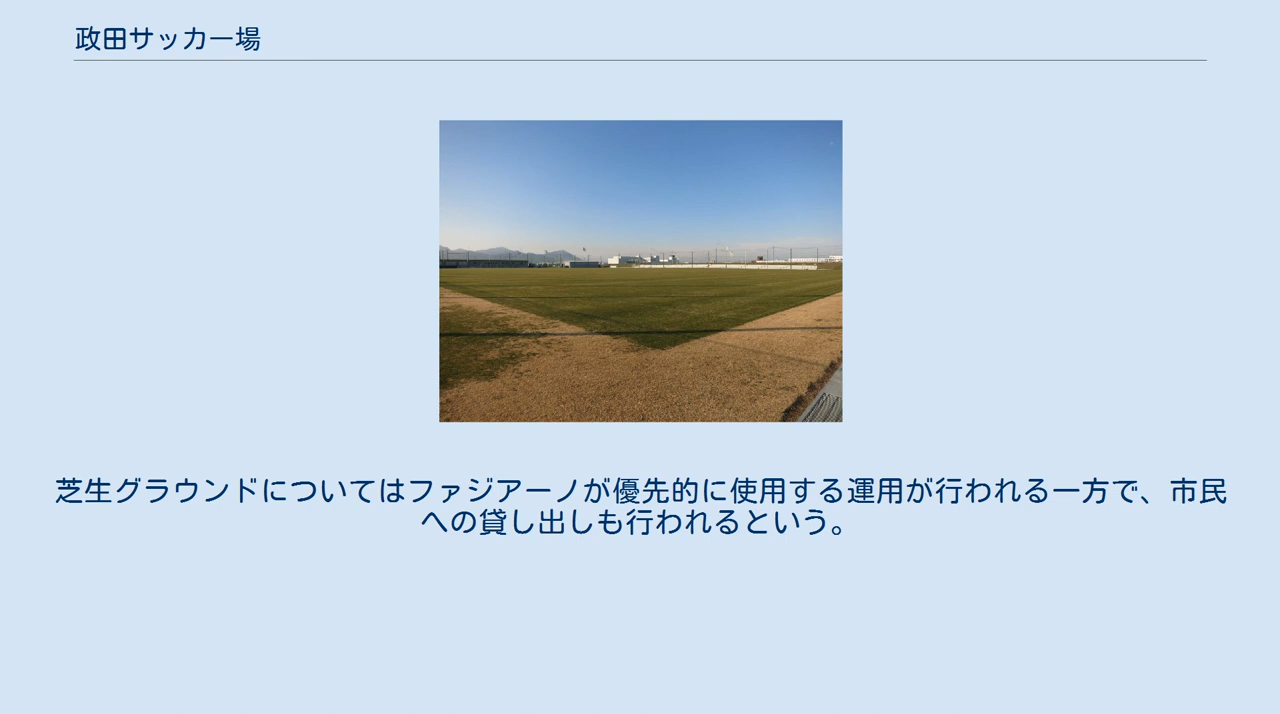 政田サッカー場
芝生グラウンドについてはファジアーノが優先的に使用する運用が行われる一方で、市民
への貸し出しも行われるという。